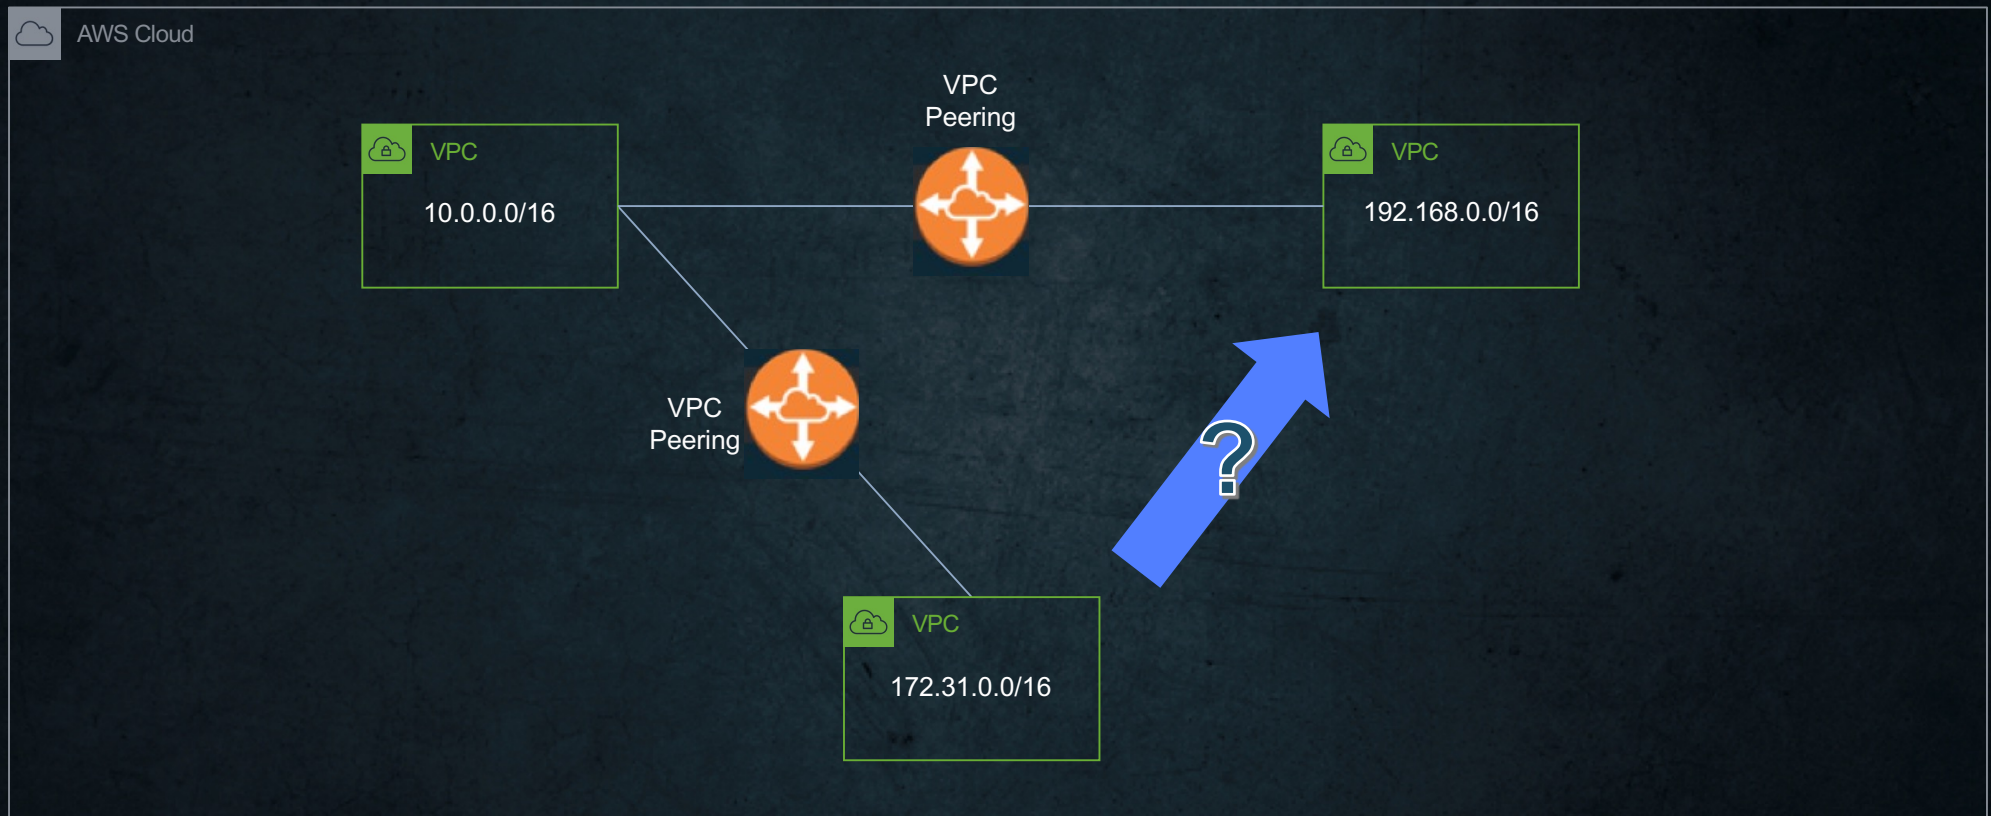 AWS Cloud
VPC
Peering
VPC
10.0.0.0/16
VPC
192.168.0.0/16
VPC
Peering
?
VPC
172.31.0.0/16